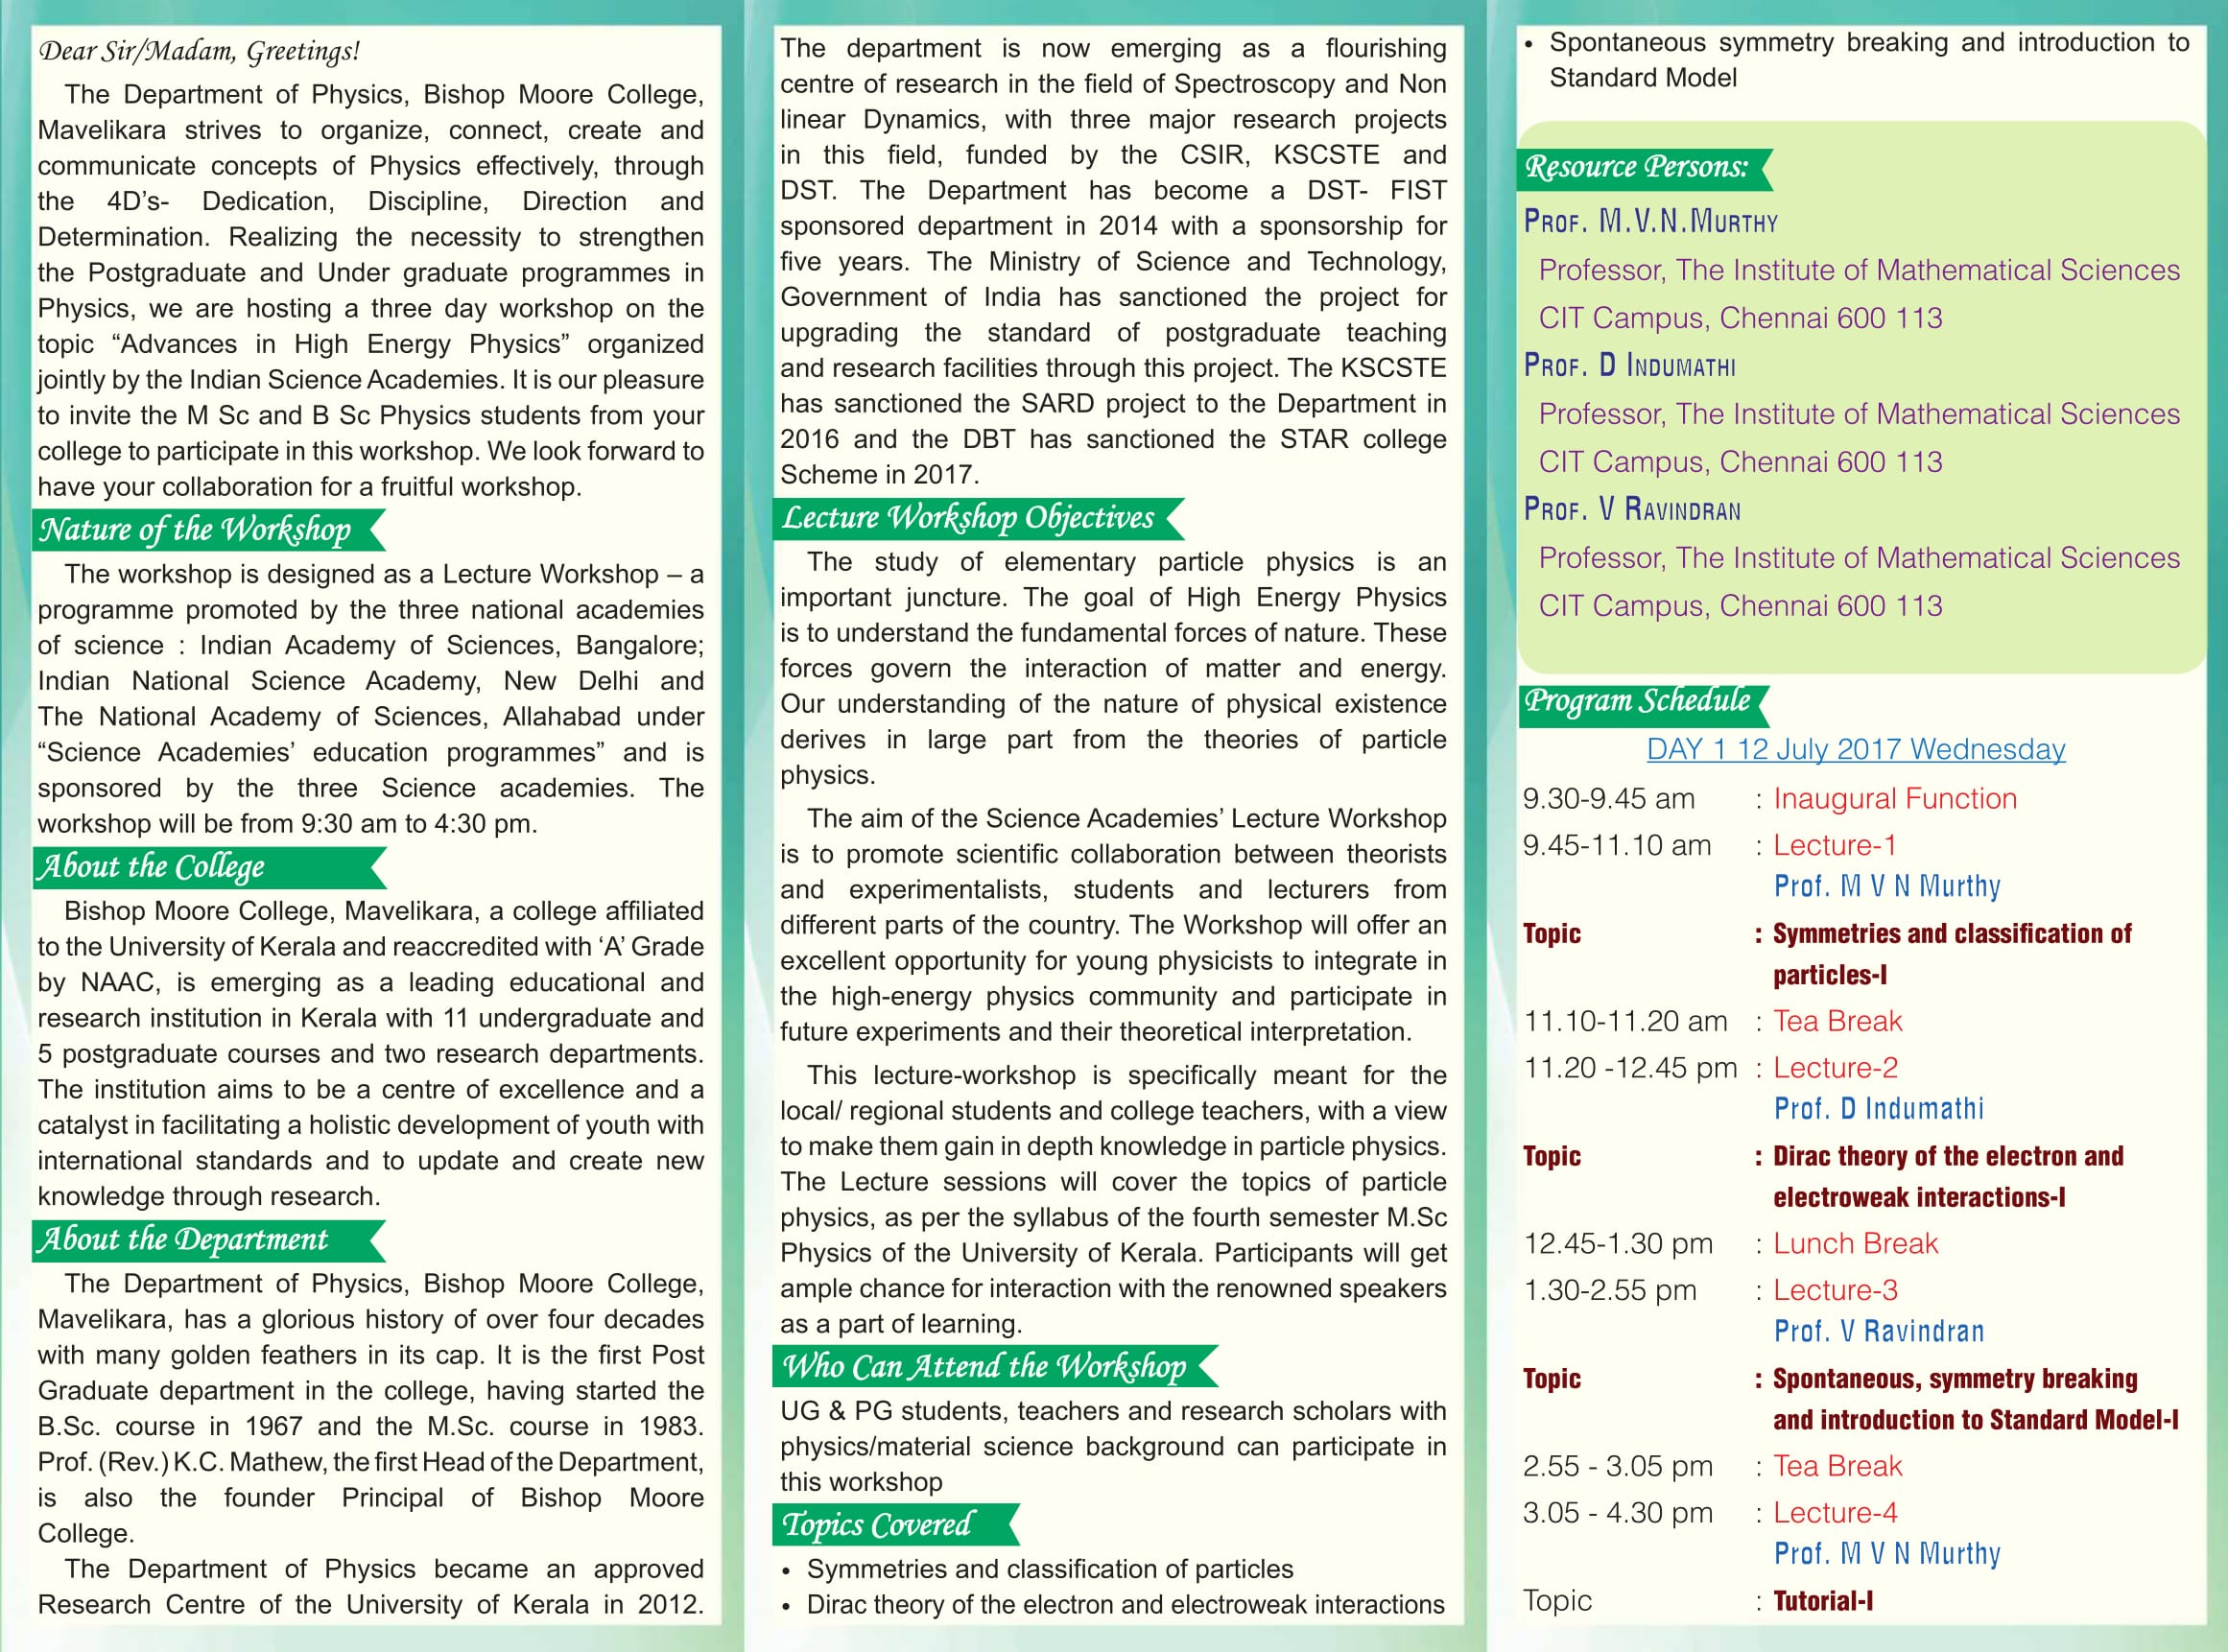 Dear Sir/Madam, Greetings!
The Department of Physics, Bishop Moore College,
Mavelikara strives to organize, connect, create and
communicate concepts of Physics effectively, through
the 4D’s- Dedication, Discipline, Direction and
Determination. Realizing the necessity to strengthen
the Postgraduate and Under graduate programmes in
Physics, we are hosting a three day workshop on the
topic “Advances in High Energy Physics” organized
jointly by the Indian Science Academies. It is our pleasure
to invite the M Sc and B Sc Physics students from your
college to participate in this workshop. We look forward to
have your collaboration for a fruitful workshop.
Nature of the Workshop
The workshop is designed as a Lecture Workshop – a
programme promoted by the three national academies
of science : Indian Academy of Sciences, Bangalore;
Indian National Science Academy, New Delhi and
The National Academy of Sciences, Allahabad under
“Science Academies’ education programmes” and is
sponsored by the three Science academies. The
workshop will be from 9:30 am to 4:30 pm.
About the College
Bishop Moore College, Mavelikara, a college affiliated
to the University of Kerala and reaccredited with ‘A’ Grade
by NAAC, is emerging as a leading educational and
research institution in Kerala with 11 undergraduate and
5 postgraduate courses and two research departments.
The institution aims to be a centre of excellence and a
catalyst in facilitating a holistic development of youth with
international standards and to update and create new
knowledge through research.
About the Department
The Department of Physics, Bishop Moore College,
Mavelikara, has a glorious history of over four decades
with many golden feathers in its cap. It is the first Post
Graduate department in the college, having started the
B.Sc. course in 1967 and the M.Sc. course in 1983.
Prof. (Rev.) K.C. Mathew, the first Head of the Department,
is also the founder Principal of Bishop Moore
College.
The Department of Physics became an approved
Research Centre of the University of Kerala in 2012.
The department is now emerging as a flourishing
centre of research in the field of Spectroscopy and Non
linear Dynamics, with three major research projects
in this field, funded by the CSIR, KSCSTE and
DST. The Department has become a DST- FIST
sponsored department in 2014 with a sponsorship for
five years. The Ministry of Science and Technology,
Government of India has sanctioned the project for
upgrading the standard of postgraduate teaching
and research facilities through this project. The KSCSTE
has sanctioned the SARD project to the Department in
2016 and the DBT has sanctioned the STAR college
Scheme in 2017.
Lecture Workshop Objectives
The study of elementary particle physics is an
important juncture. The goal of High Energy Physics
is to understand the fundamental forces of nature. These
forces govern the interaction of matter and energy.
Our understanding of the nature of physical existence
derives in large part from the theories of particle
physics.
The aim of the Science Academies’ Lecture Workshop
is to promote scientific collaboration between theorists
and experimentalists, students and lecturers from
different parts of the country. The Workshop will offer an
excellent opportunity for young physicists to integrate in
the high-energy physics community and participate in
future experiments and their theoretical interpretation.
This lecture-workshop is specifically meant for the
local/ regional students and college teachers, with a view
to make them gain in depth knowledge in particle physics.
The Lecture sessions will cover the topics of particle
physics, as per the syllabus of the fourth semester M.Sc
Physics of the University of Kerala. Participants will get
ample chance for interaction with the renowned speakers
as a part of learning.
Who Can Attend the Workshop
UG & PG students, teachers and research scholars with
physics/material science background can participate in
this workshop
Topics Covered
• Symmetries and classification of particles
• Dirac theory of the electron and electroweak interactions
• Spontaneous symmetry breaking and introduction to
Standard Model
Resource Persons:
Prof. M.V.N.Murthy
Professor, The Institute of Mathematical Sciences
CIT Campus, Chennai 600 113
Prof. D Indumathi
Professor, The Institute of Mathematical Sciences
CIT Campus, Chennai 600 113
Prof. V Ravindran
Professor, The Institute of Mathematical Sciences
CIT Campus, Chennai 600 113
Program Schedule
DAY 1 12 July 2017 Wednesday
9.30-9.45 am : Inaugural Function
9.45-11.10 am : Lecture-1
Prof. M V N Murthy
Topic : Symmetries and classification of
particles-I
11.10-11.20 am : Tea Break
11.20 -12.45 pm : Lecture-2
Prof. D Indumathi
Topic : Dirac theory of the electron and
electroweak interactions-I
12.45-1.30 pm : Lunch Break
1.30-2.55 pm : Lecture-3
Prof. V Ravindran
Topic : Spontaneous, symmetry breaking
and introduction to Standard Model-I
2.55 - 3.05 pm : Tea Break
3.05 - 4.30 pm : Lecture-4
Prof. M V N Murthy
Topic : Tutorial-I